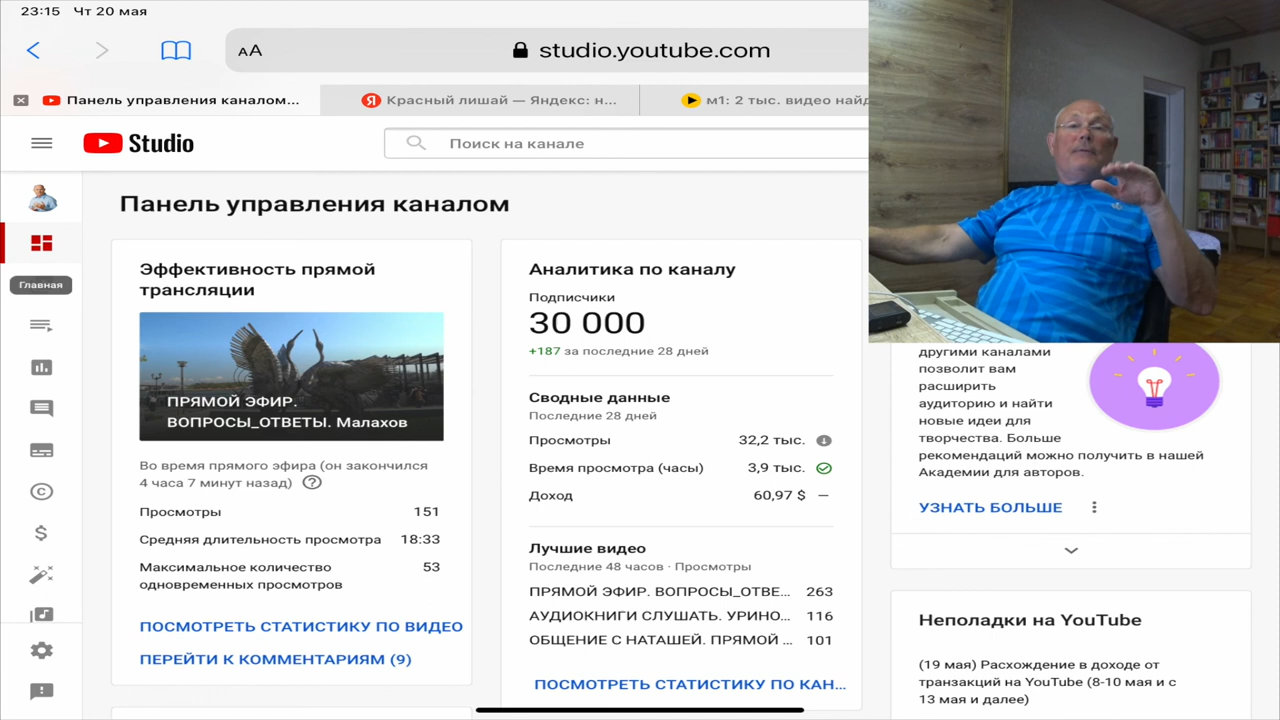 23:15 Чт 20 мая
AA
studio.youtube.com
Панель управления каналом...
Я Красный лишай — Яндекс: н...
м1: 2 тыс. видео найд
Studio
Поиск на канале
Панель управления каналом
Главная
Эффективность прямой
трансляции
ПРЯМОЙ ЭФИР.
ВОПРОСЫ_ОТВЕТЫ. Малахов
Во время прямого эфира (он закончился
4 часа 7 минут назад) ?
Просмотры 151
Средняя длительность просмотра 18:33
Максимальное количество 53
одновременных просмотров
ПОСМОТРЕТЬ СТАТИСТИКУ ПО ВИДЕО
ПЕРЕЙТИ К КОММЕНТАРИЯМ (9)
Аналитика по каналу
Подписчики
30 000
+187 за последние 28 дней
Сводные данные
Последние 28 дней
Просмотры 32,2 тыс.
Время просмотра (часы) 3,9 тыс.
Доход 60,97 $ —
Лучшие видео
Последние 48 часов · Просмотры
ПРЯМОЙ ЭФИР. ВОПРОСЫ_ОТВЕ... 263
АУДИОКНИГИ СЛУШАТЬ. УРИНО... 116
ОБЩЕНИЕ С НАТАШЕЙ. ПРЯМОЙ ... 101
ПОСМОТРЕТЬ СТАТИСТИКУ ПО КАН...
другими каналами
позволит вам
расширить
аудиторию и найти
новые идеи для
творчества. Больше
рекомендаций можно получить в нашей
Академии для авторов.
УЗНАТЬ БОЛЬШЕ
Неполадки на YouTube
(19 мая) Расхождение в доходе от
транзакций на YouTube (8-10 мая и с
13 мая и далее)